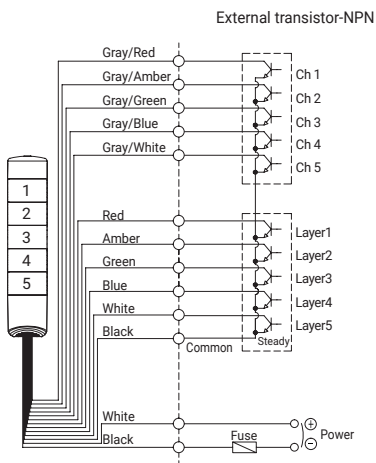 External transistor-NPN
Gray/Red
Ch 1
Gray/Amber
Ch 2
Gray/Green
Ch 3
Gray/Blue
Ch 4
Gray/White
Ch 5
1
2
3
4
5
Red
Layer1
Amber
Layer2
Green
Layer3
Blue
Layer4
White
Layer5
Black
Common
Steady
White
Fuse
Power
Black